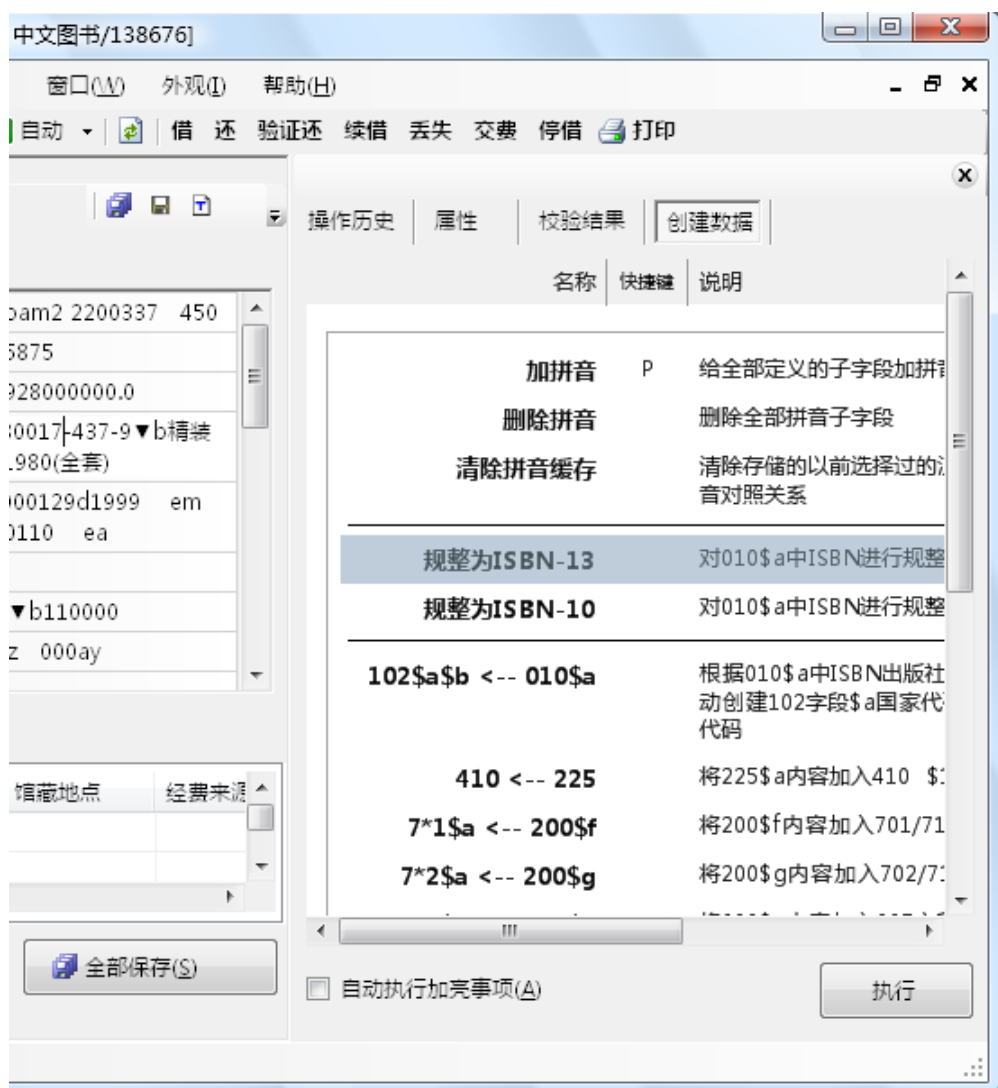 中文图书/138676]
窗口(W) 外观(I) 帮助(H)
自动 借 还 验证还 续借 丢失 交费 停借 打印
操作历史 属性 校验结果 创建数据
名称 快捷键 说明
oam2 2200337 450
5875
928000000.0
0017-437-9▼b精装
1980(全套)
000129d1999 em
0110 ea
▼b110000
z 000ay
加拼音 P 给全部定义的子字段加拼音
删除拼音 删除全部拼音子字段
清除拼音缓存 清除存储的以前选择过的
音对照关系
规整为ISBN-13 对010$a中ISBN进行规整
规整为ISBN-10 对010$a中ISBN进行规整
102$a$b <-- 010$a 根据010$a中ISBN出版社
动创建102字段$a国家代
代码
410 <-- 225 将225$a内容加入410 $1
7*1$a <-- 200$f 将200$f内容加入701/71
7*2$a <-- 200$g 将200$g内容加入702/71
馆藏地点 经费来源
全部保存(S)
自动执行加亮事项(A)
执行